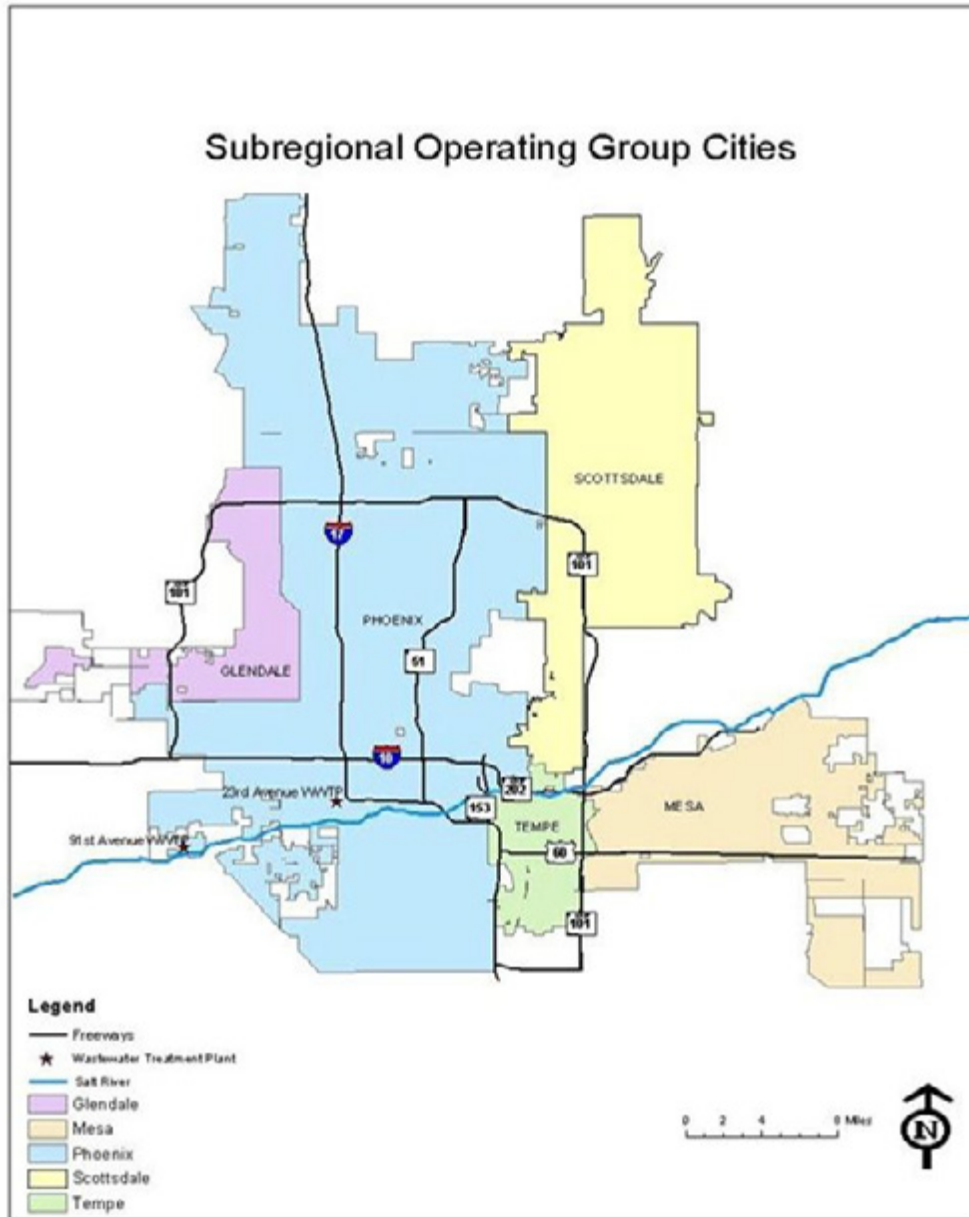 Subregional Operating Group Cities
SCOTTSDALE
17
101
101
PHOENIX
51
GLENDALE
10
23rd Avenue WWTP
202
153
MESA
TEMPE
91st Avenue WWTP
60
101
Legend
Freeways
Wastewater Treatment Plant
Salt River
Glendale
Mesa
Phoenix
Scottsdale
Tempe
0 2 4 8 Miles
N